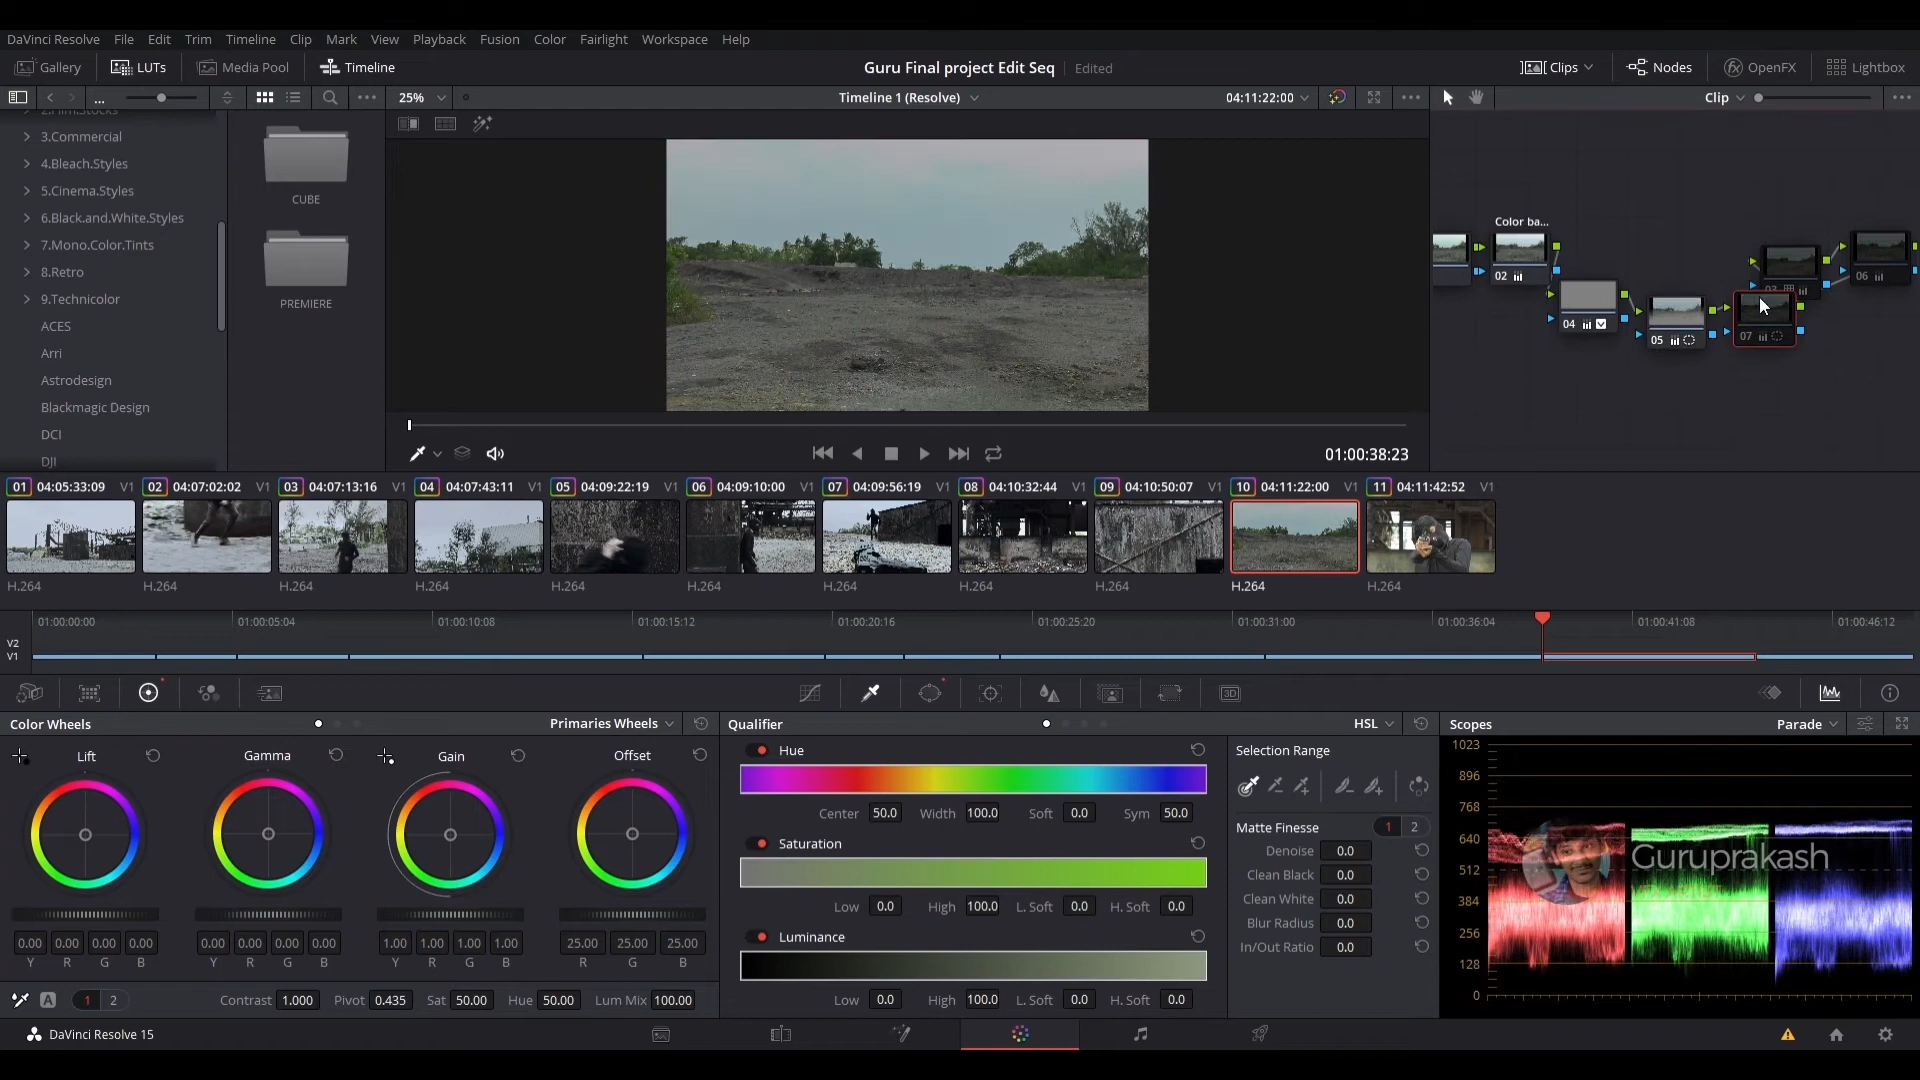 DaVinci Resolve File Edit Trim Timeline Clip Mark View Playback Fusion Color Fairlight Workspace Help
Gallery LUTs Media Pool Timeline Guru Final project Edit Seq Edited Clips Nodes OpenFX Lightbox
... 25% Timeline 1 (Resolve) 04:11:22:00 Clip
3.Commercial
4.Bleach.Styles
5.Cinema.Styles
6.Black.and.White.Styles
7.Mono.Color.Tints
8.Retro
9.Technicolor
ACES
Arri
Astrodesign
Blackmagic Design
DCI
DJI
CUBE
PREMIERE
Color ba...
02
06
04
05
07
01:00:38:23
01 04:05:33:09 V1 02 04:07:02:02 V1 03 04:07:13:16 V1 04 04:07:43:11 V1 05 04:09:22:19 V1 06 04:09:10:00 V1 07 04:09:56:19 V1 08 04:10:32:44 V1 09 04:10:50:07 V1 10 04:11:22:00 V1 11 04:11:42:52 V1
H.264 H.264 H.264 H.264 H.264 H.264 H.264 H.264 H.264 H.264 H.264
01:00:00:00 01:00:05:04 01:00:10:08 01:00:15:12 01:00:20:16 01:00:25:20 01:00:31:00 01:00:36:04 01:00:41:08 01:00:46:12
V2
V1
3D
Color Wheels Primaries Wheels
Lift Gamma Gain Offset
0.00 0.00 0.00 0.00 0.00 0.00 0.00 0.00 1.00 1.00 1.00 1.00 25.00 25.00 25.00
Y R G B Y R G B Y R G B R G B
A 1 2 Contrast 1.000 Pivot 0.435 Sat 50.00 Hue 50.00 Lum Mix 100.00
Qualifier HSL
Hue
Center 50.0 Width 100.0 Soft 0.0 Sym 50.0
Saturation
Low 0.0 High 100.0 L. Soft 0.0 H. Soft 0.0
Luminance
Low 0.0 High 100.0 L. Soft 0.0 H. Soft 0.0
Selection Range
Matte Finesse 1 2
Denoise 0.0
Clean Black 0.0
Clean White 0.0
Blur Radius 0.0
In/Out Ratio 0.0
Scopes Parade
1023
896
768
640
512
384
256
128
0
Guruprakash
DaVinci Resolve 15